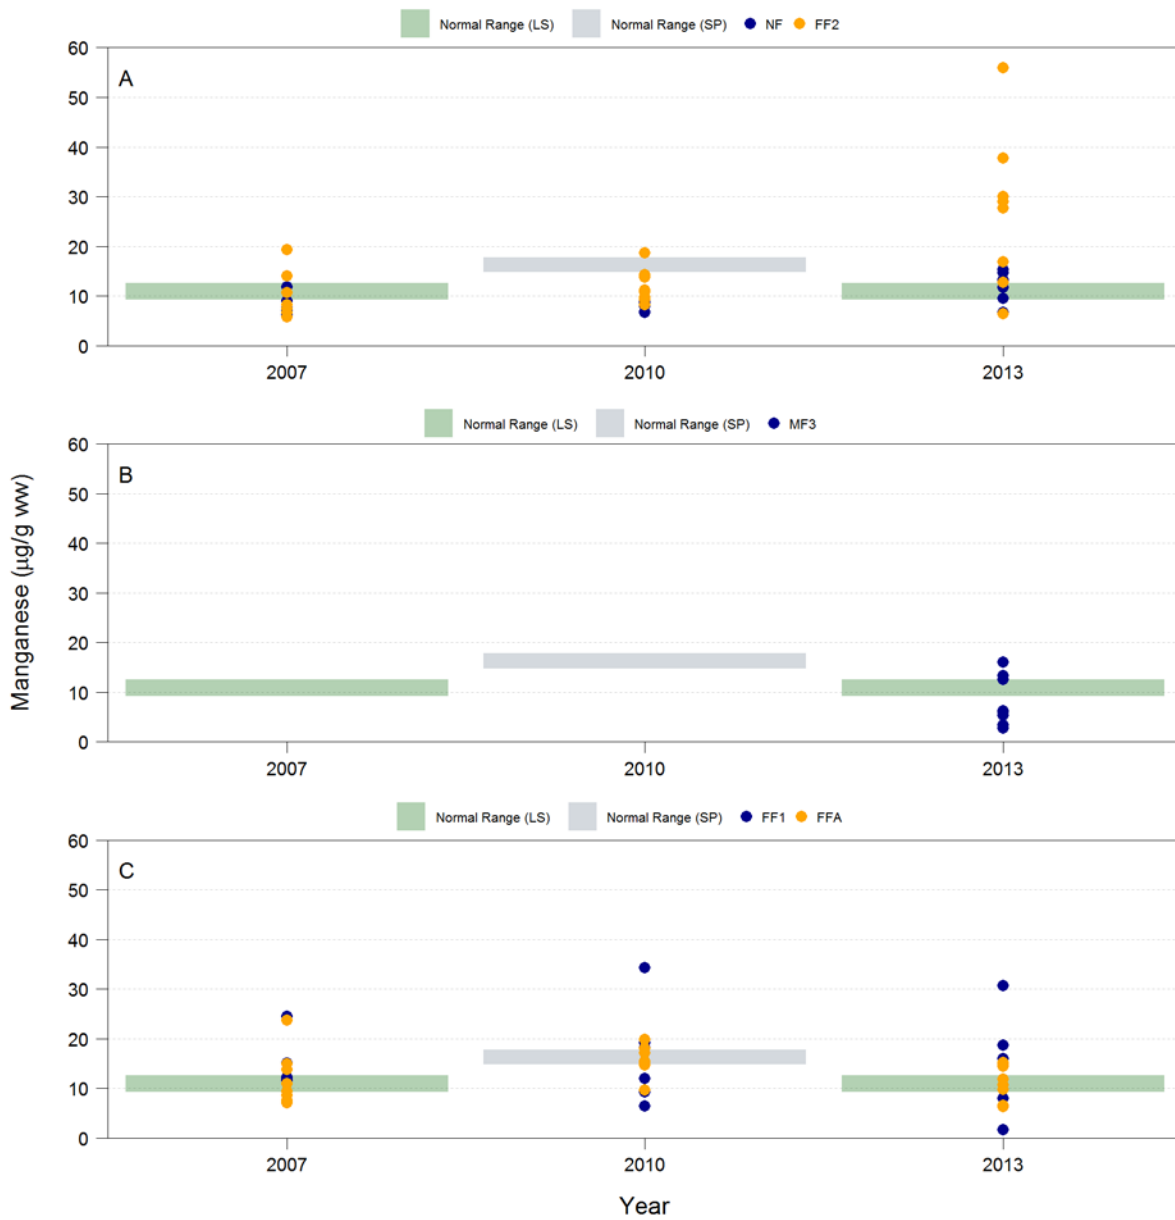 Normal Range (LS) Normal Range (SP) NF FF2
A
60
50
40
30
20
10
0
2007 2010 2013
Normal Range (LS) Normal Range (SP) MF3
B
60
50
40
30
20
10
0
2007 2010 2013
Manganese (µg/g ww)
Normal Range (LS) Normal Range (SP) FF1 FFA
C
60
50
40
30
20
10
0
2007 2010 2013
Year